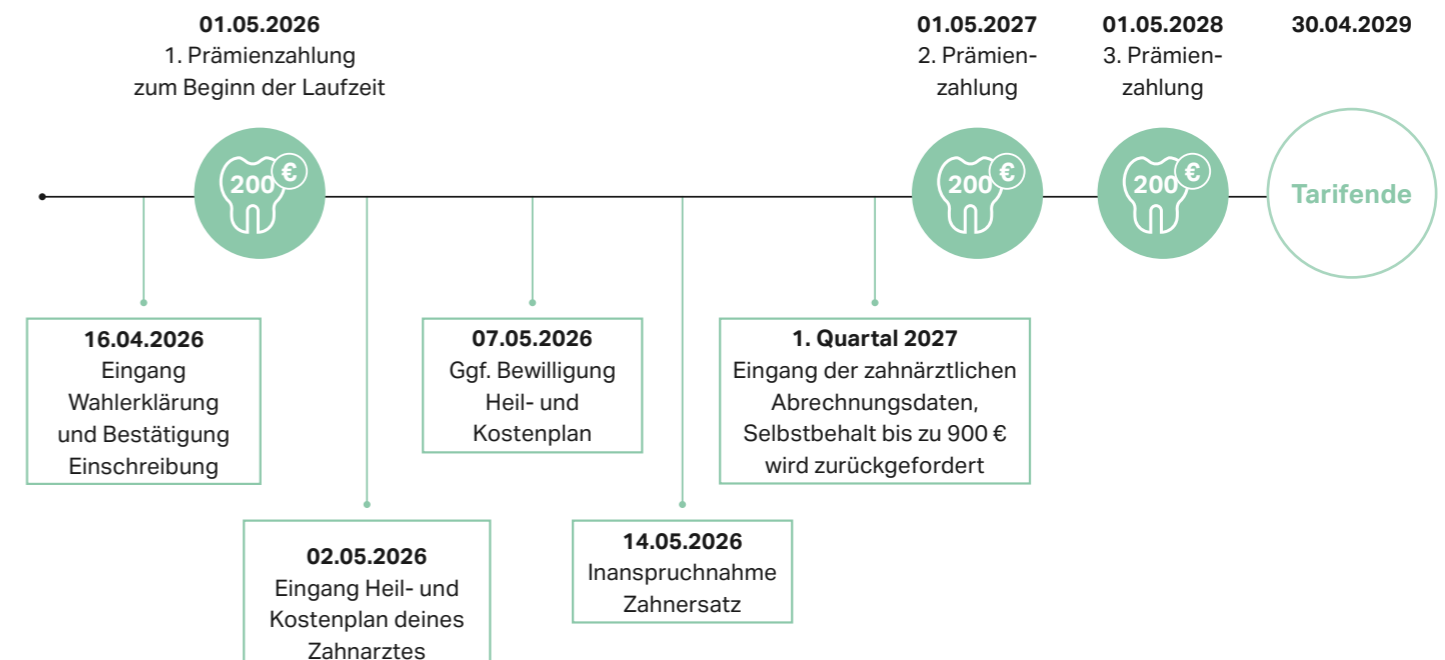 01.05.2026
1. Prämienzahlung
zum Beginn der Laufzeit
01.05.2027
2. Prämien-
zahlung
01.05.2028
3. Prämien-
zahlung
30.04.2029
200 €
200 €
200 €
Tarifende
16.04.2026
Eingang
Wahlerklärung
und Bestätigung
Einschreibung
02.05.2026
Eingang Heil- und
Kostenplan deines
Zahnarztes
07.05.2026
Ggf. Bewilligung
Heil- und
Kostenplan
14.05.2026
Inanspruchnahme
Zahnersatz
1. Quartal 2027
Eingang der zahnärztlichen
Abrechnungsdaten,
Selbstbehalt bis zu 900 €
wird zurückgefordert